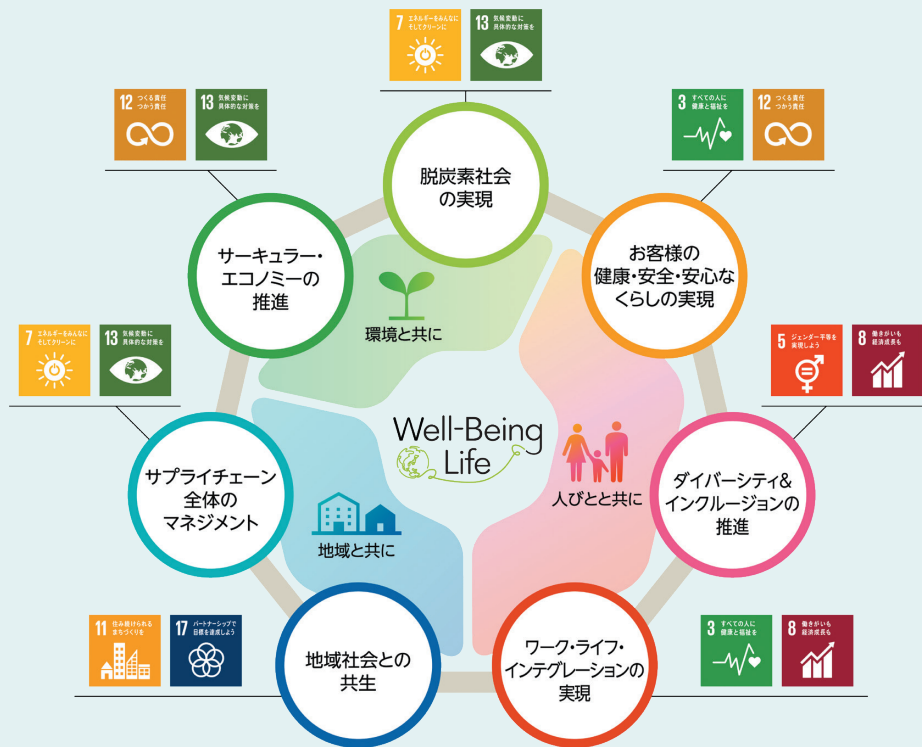 7 エネルギーをみんなに
そしてクリーンに
13 気候変動に
具体的な対策を
脱炭素社会
の実現
12 つくる責任
つかう責任
13 気候変動に
具体的な対策を
サーキュラー・
エコノミーの
推進
3 すべての人に
健康と福祉を
12 つくる責任
つかう責任
お客様の
健康・安全・安心な
くらしの実現
環境と共に
7 エネルギーをみんなに
そしてクリーンに
13 気候変動に
具体的な対策を
サプライチェーン
全体の
マネジメント
5 ジェンダー平等を
実現しよう
8 働きがいも
経済成長も
ダイバーシティ&
インクルージョンの
推進
Well-Being
Life
人びとと共に
地域と共に
11 住み続けられる
まちづくりを
17 パートナーシップで
目標を達成しよう
地域社会との
共生
ワーク・ライフ・
インテグレーションの
実現
3 すべての人に
健康と福祉を
8 働きがいも
経済成長も